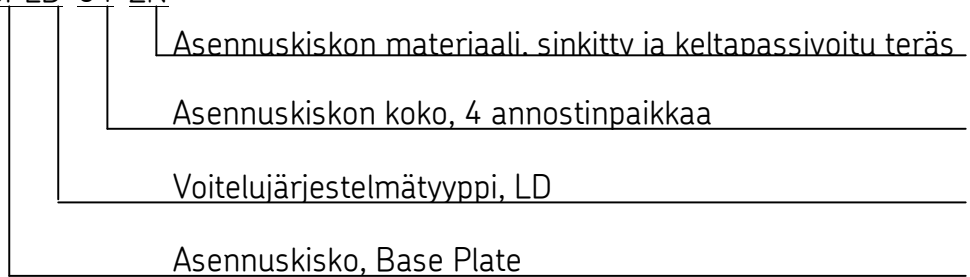 Asennuskiskon materiaali, sinkitty ja keltapassivoitu teräs
Asennuskiskon koko, 4 annostinpaikkaa
Voitelujärjestelmätyyppi, LD
Asennuskisko, Base Plate